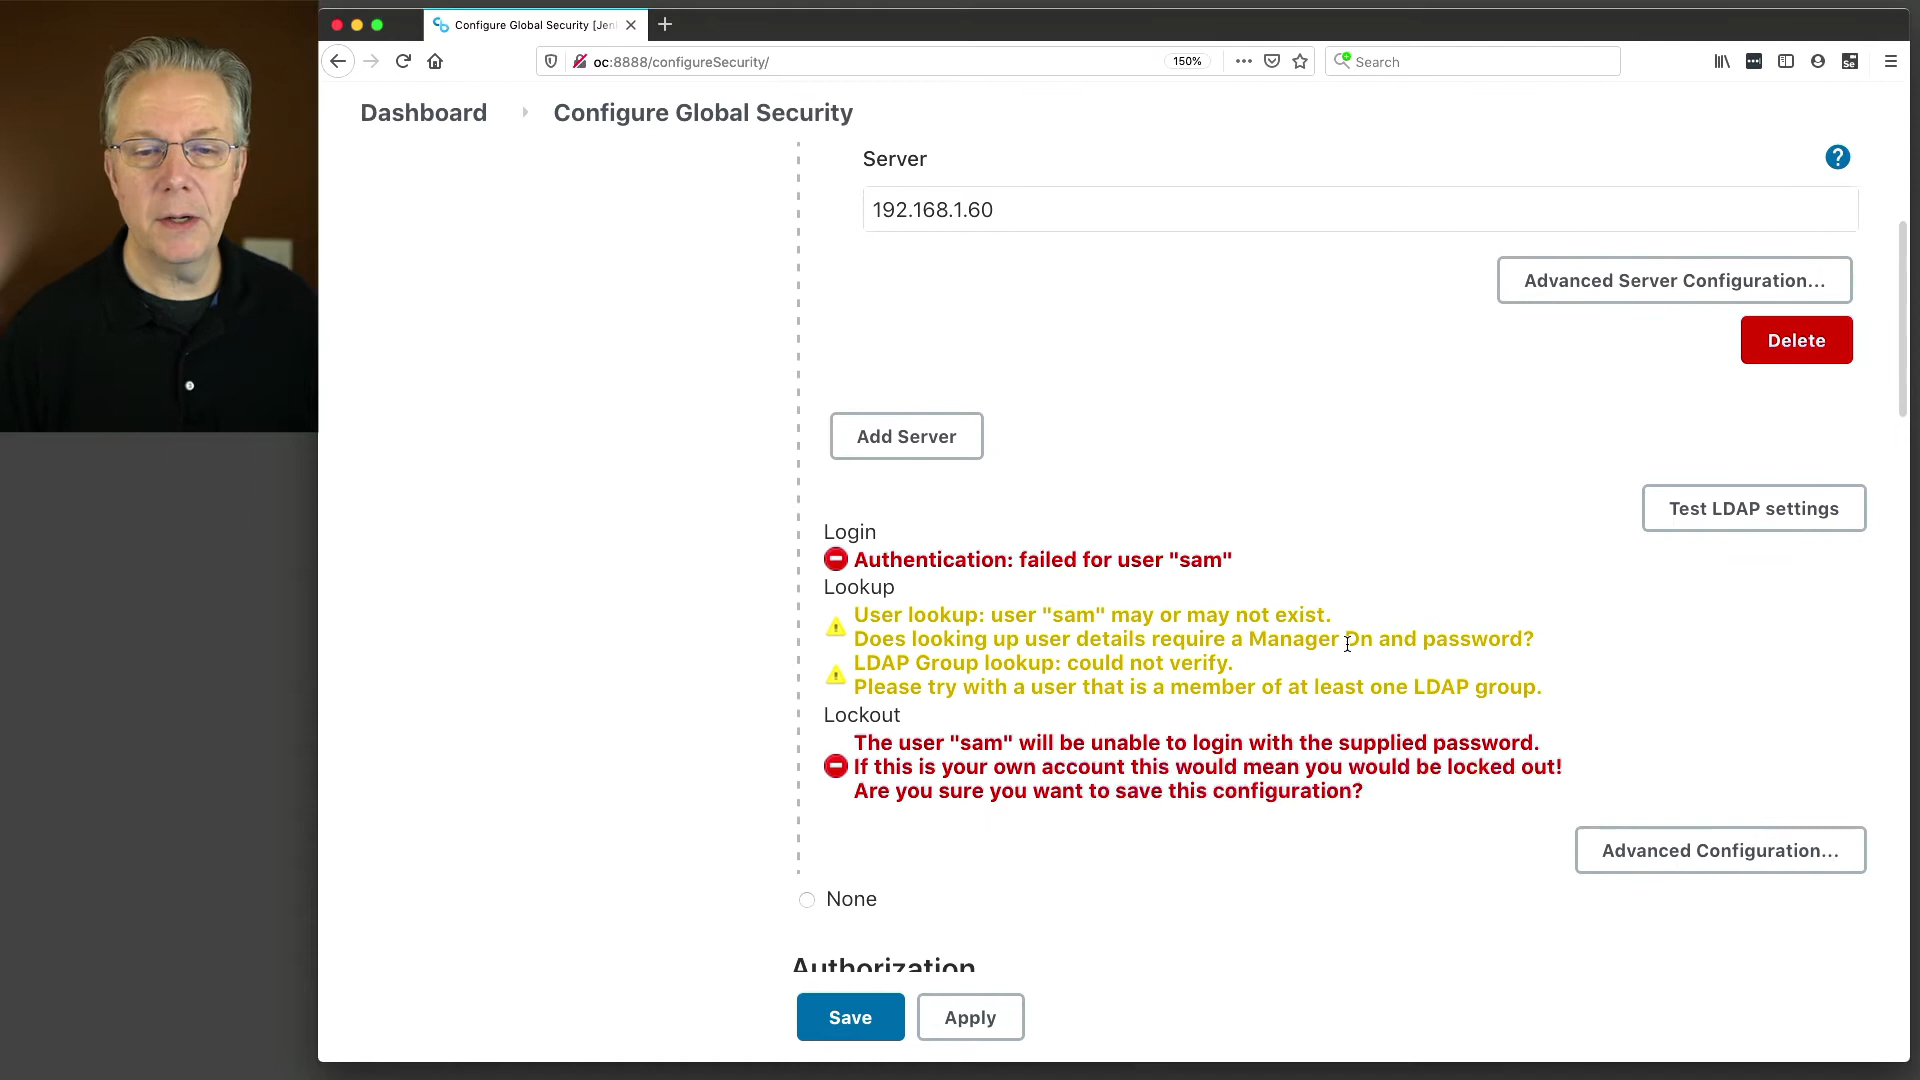 Configure Global Security [Jen
oc:8888/configureSecurity/
150%
Search
Se
Dashboard
Configure Global Security
Server
?
192.168.1.60
Advanced Server Configuration...
Delete
Add Server
Test LDAP settings
Login
Authentication: failed for user "sam"
Lookup
User lookup: user "sam" may or may not exist.
Does looking up user details require a Manager Dn and password?
LDAP Group lookup: could not verify.
Please try with a user that is a member of at least one LDAP group.
Lockout
The user "sam" will be unable to login with the supplied password.
If this is your own account this would mean you would be locked out!
Are you sure you want to save this configuration?
Advanced Configuration...
None
Authorization
Save
Apply